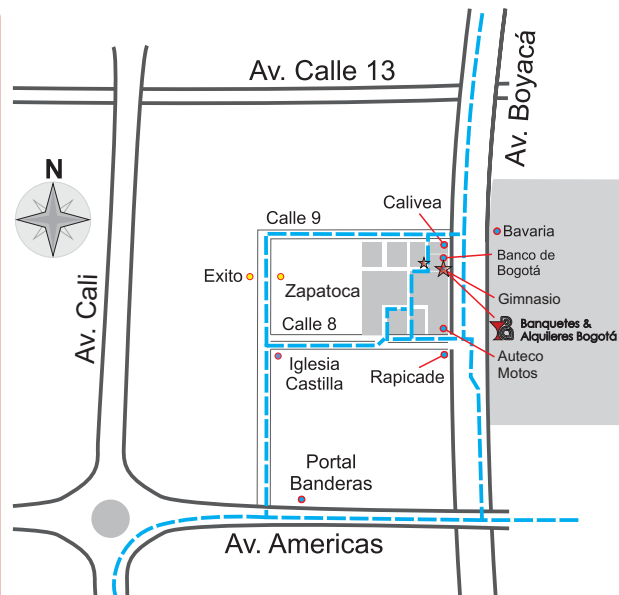 Av. Calle 13
Av. Boyacá
N
Calivea
Calle 9
Bavaria
Banco de
Bogotá
Exito
Zapatoca
Gimnasio
Calle 8
Banquetes &
Alquileres Bogotá
Av. Cali
Iglesia
Castilla
Rapicade
Auteco
Motos
Portal
Banderas
Av. Americas